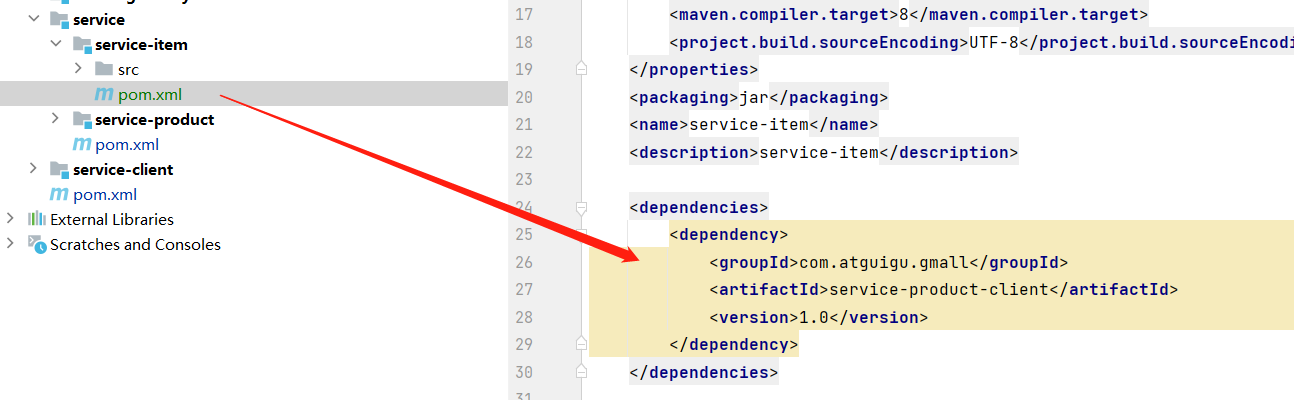 service
service-item
src
pom.xml
service-product
pom.xml
service-client
pom.xml
External Libraries
Scratches and Consoles
17 <maven.compiler.target>8</maven.compiler.target>
18 <project.build.sourceEncoding>UTF-8</project.build.sourceEncodi
19 </properties>
20 <packaging>jar</packaging>
21 <name>service-item</name>
22 <description>service-item</description>
23
24 <dependencies>
25 <dependency>
26 <groupId>com.atguigu.gmall</groupId>
27 <artifactId>service-product-client</artifactId>
28 <version>1.0</version>
29 </dependency>
30 </dependencies>
31